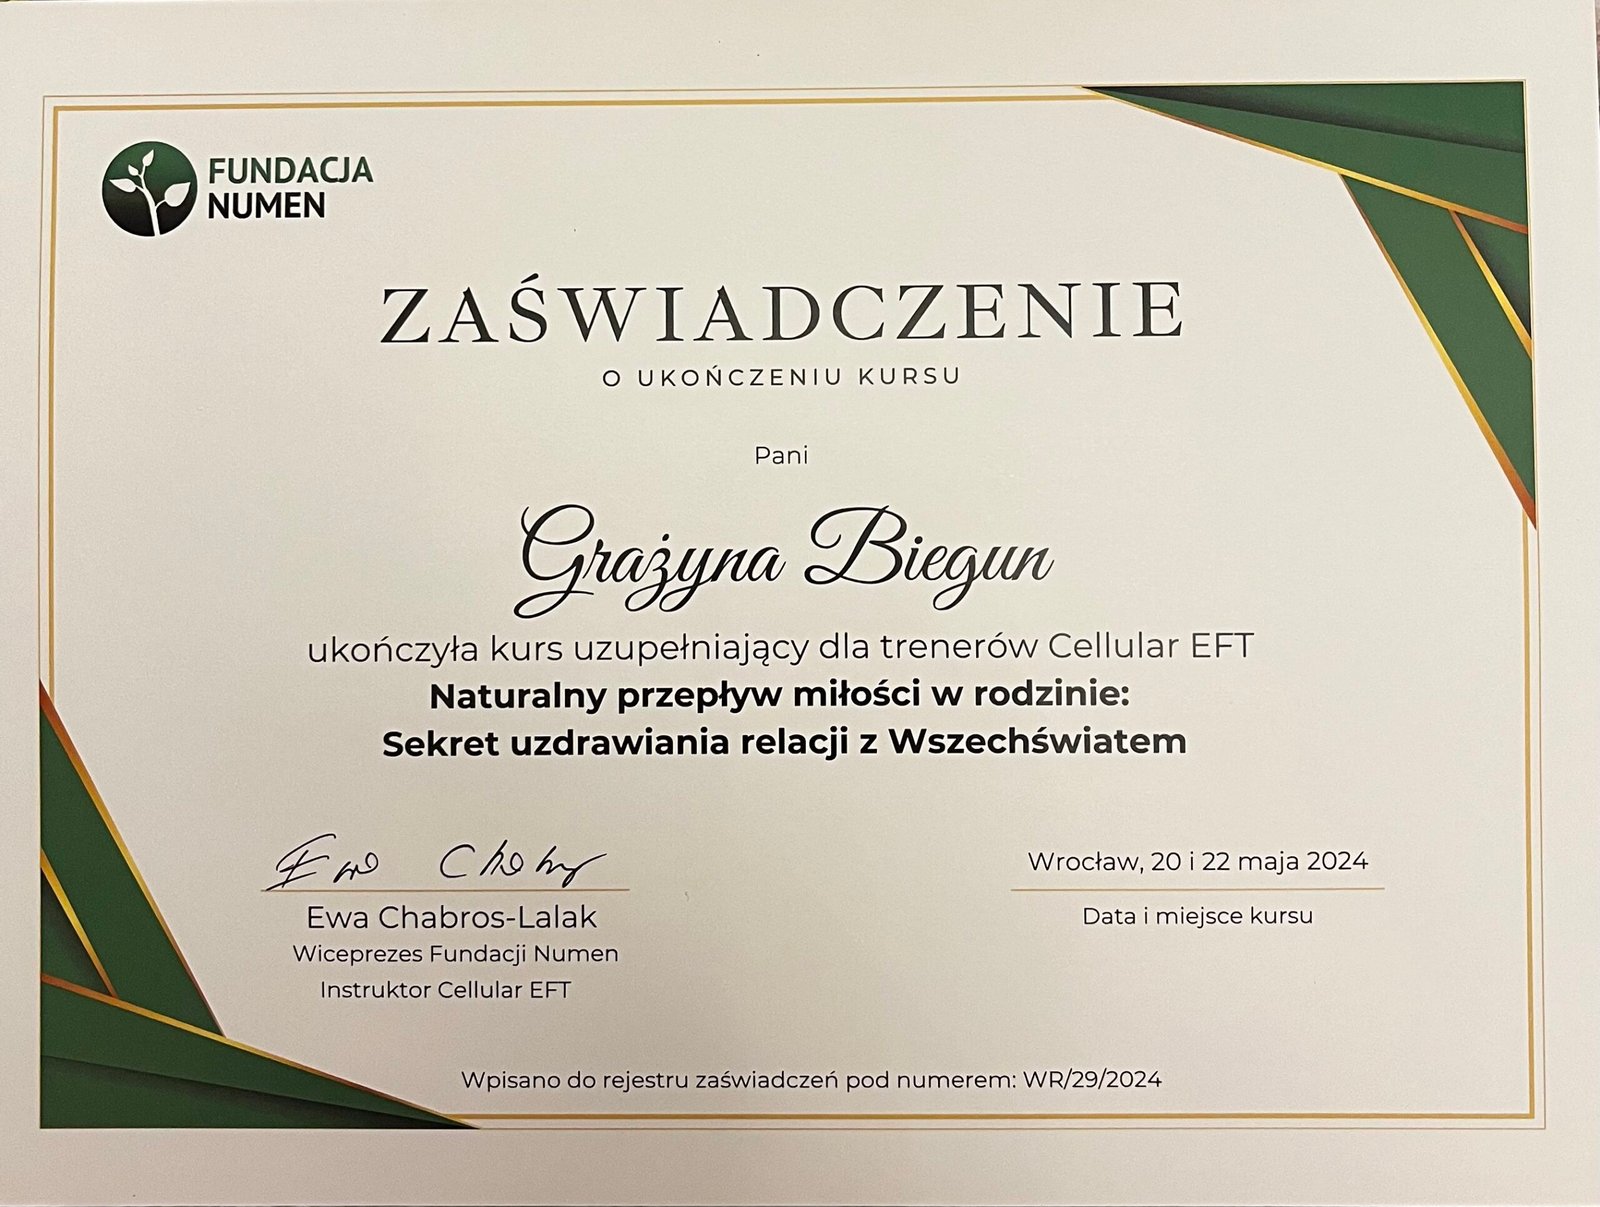 FUNDACJA
NUMEN
ZAŚWIADCZENIE
O UKOŃCZENIU KURSU
Pani
Grażyna Biegun
ukończyła kurs uzupełniający dla trenerów Cellular EFT
Naturalny przepływ miłości w rodzinie:
Sekret uzdrawiania relacji z Wszechświatem
Ewa Chabros-Lalak
Wiceprezes Fundacji Numen
Instruktor Cellular EFT
Wrocław, 20 i 22 maja 2024
Data i miejsce kursu
Wpisano do rejestru zaświadczeń pod numerem: WR/29/2024